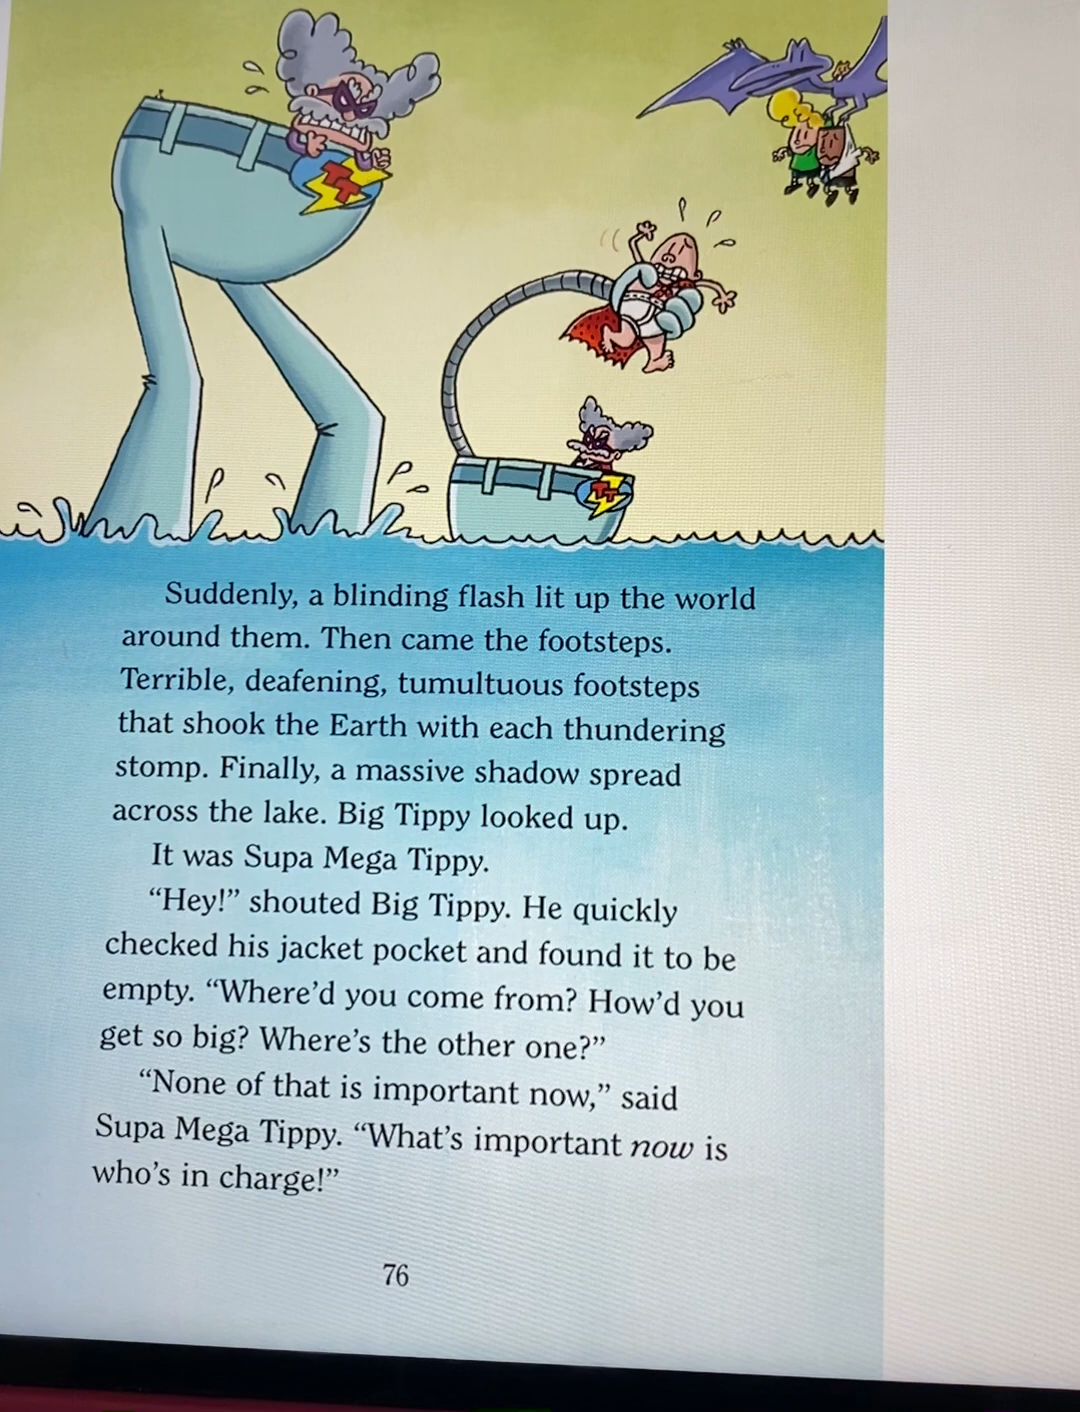 TT
TT
Suddenly, a blinding flash lit up the world
around them. Then came the footsteps.
Terrible, deafening, tumultuous footsteps
that shook the Earth with each thundering
stomp. Finally, a massive shadow spread
across the lake. Big Tippy looked up.
It was Supa Mega Tippy.
“Hey!” shouted Big Tippy. He quickly
checked his jacket pocket and found it to be
empty. “Where’d you come from? How’d you
get so big? Where’s the other one?”
“None of that is important now,” said
Supa Mega Tippy. “What’s important now is
who’s in charge!”
76